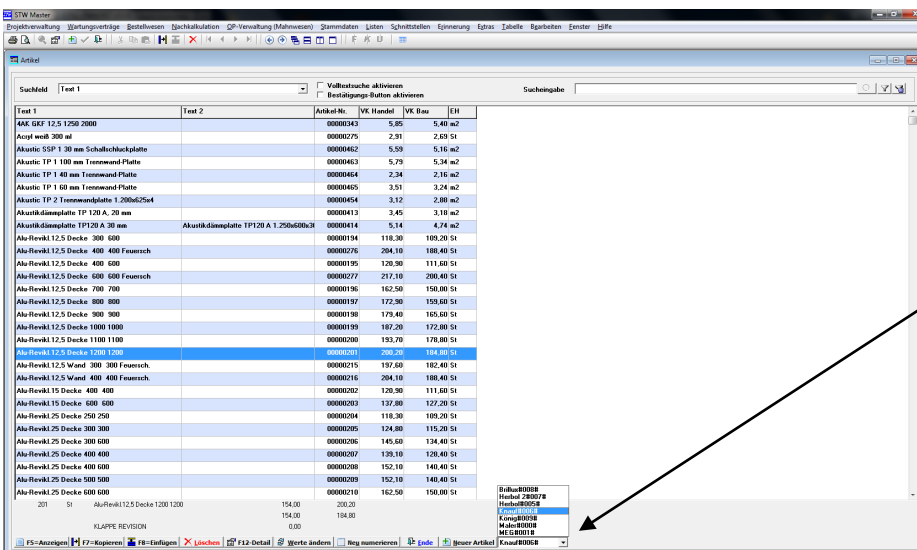 STW Master
Projektverwaltung Wartungsverträge Bestellwesen Nachkalkulation OP-Verwaltung (Mahnwesen) Stammdaten Listen Schnittstellen Erinnerung Extras Tabelle Bearbeiten Fenster Hilfe
F K U
Artikel
Suchfeld Text 1 Volltextsuche aktivieren Sucheingabe
Bestätigungs-Button aktivieren
Text 1 Text 2 Artikel-Nr. VK Handel VK Bau EH
4AK GKF 12,5 1250 2000 00000343 5,85 5,40 m2
Acryl weiß 300 ml 00000275 2,91 2,69 St
Akustic SSP 1 30 mm Schallschluckplatte 00000462 5,59 5,16 m2
Akustic TP 1 100 mm Trennwand-Platte 00000463 5,79 5,34 m2
Akustic TP 1 40 mm Trennwand-Platte 00000464 2,34 2,16 m2
Akustic TP 1 60 mm Trennwand-Platte 00000465 3,51 3,24 m2
Akustic TP 2 Trennwandplatte 1.200x625x4 00000454 3,12 2,88 m2
Akustikdämmplatte TP 120 A, 20 mm 00000413 3,45 3,18 m2
Akustikdämmplatte TP120 A 30 mm Akustikdämmplatte TP120 A 1.250x600x3( 00000414 5,14 4,74 m2
Alu-Revikl.12,5 Decke 300 600 00000194 118,30 109,20 St
Alu-Revikl.12,5 Decke 400 400 Feuersch 00000276 204,10 188,40 St
Alu-Revikl.12,5 Decke 400 600 00000195 120,90 111,60 St
Alu-Revikl.12,5 Decke 600 600 Feuersch 00000277 217,10 200,40 St
Alu-Revikl.12,5 Decke 700 700 00000196 162,50 150,00 St
Alu-Revikl.12,5 Decke 800 800 00000197 172,90 159,60 St
Alu-Revikl.12,5 Decke 900 900 00000198 179,40 165,60 St
Alu-Revikl.12,5 Decke 1000 1000 00000199 187,20 172,80 St
Alu-Revikl.12,5 Decke 1100 1100 00000200 193,70 178,80 St
Alu-Revikl.12,5 Decke 1200 1200 00000201 200,20 184,80 St
Alu-Revikl.12,5 Wand 300 300 Feuersch. 00000215 197,60 182,40 St
Alu-Revikl.12,5 Wand 400 400 Feuersch. 00000216 204,10 188,40 St
Alu-Revikl.15 Decke 400 400 00000202 120,90 111,60 St
Alu-Revikl.15 Decke 600 600 00000203 137,80 127,20 St
Alu-Revikl.25 Decke 250 250 00000204 118,30 109,20 St
Alu-Revikl.25 Decke 300 300 00000205 124,80 115,20 St
Alu-Revikl.25 Decke 300 600 00000206 145,60 134,40 St
Alu-Revikl.25 Decke 400 400 00000207 139,10 128,40 St
Alu-Revikl.25 Decke 400 600 00000208 152,10 140,40 St
Alu-Revikl.25 Decke 500 500 00000209 152,10 140,40 St
Alu-Revikl.25 Decke 600 600 00000210 162,50 150,00 St
201 St Alu-Revikl.12,5 Decke 1200 1200 154,00 200,20
154,00 184,80
KLAPPE REVISION 0,00
Brillux#008#
Herbol 2#007#
Herbol#005#
Knauf#006#
König#009#
Maler#000#
MEG#001#
F5=Anzeigen F7=Kopieren F8=Einfügen Löschen F12-Detail Werte ändern Neu numerieren Ende Neuer Artikel Knauf#006#